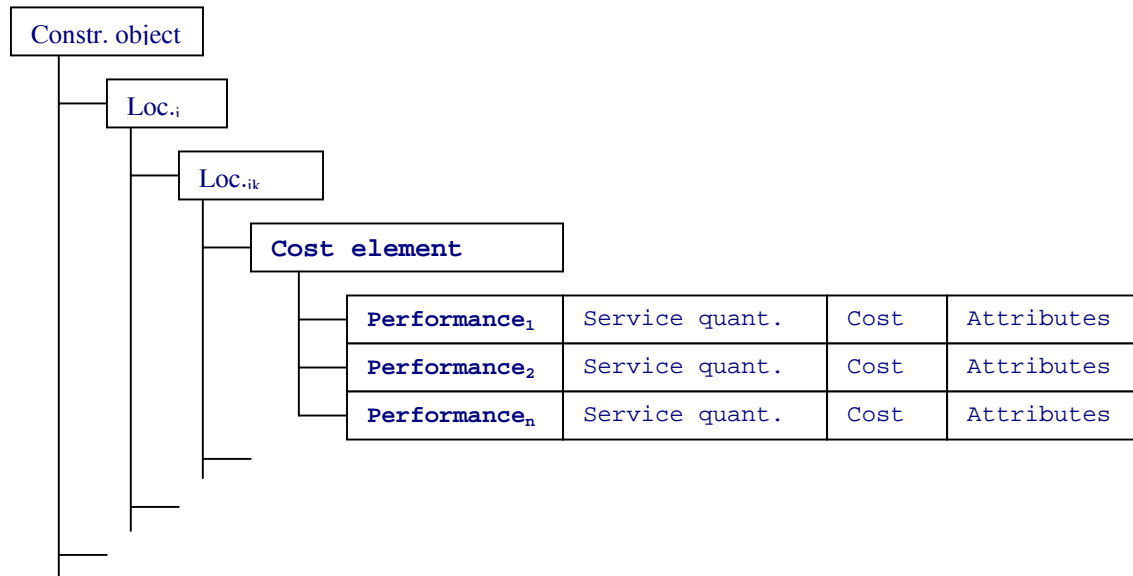 Constr. object
Loc.ᵢ
Loc.ᵢₖ
Cost element
Performance₁ Service quant. Cost Attributes
Performance₂ Service quant. Cost Attributes
Performanceₙ Service quant. Cost Attributes